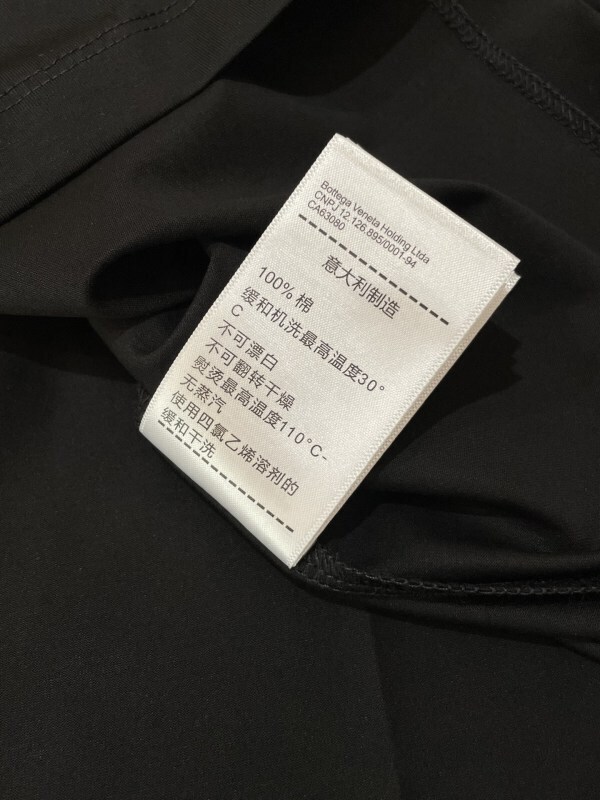 Bottega Veneta Holding Ltda
CNPJ 12.126.895/0001-94
CA63080
意大利制造
100% 棉
缓和机洗最高温度30°
C
不可漂白
不可翻转干燥
熨烫最高温度110°C-
无蒸汽
使用四氯乙烯溶剂的
缓和干洗